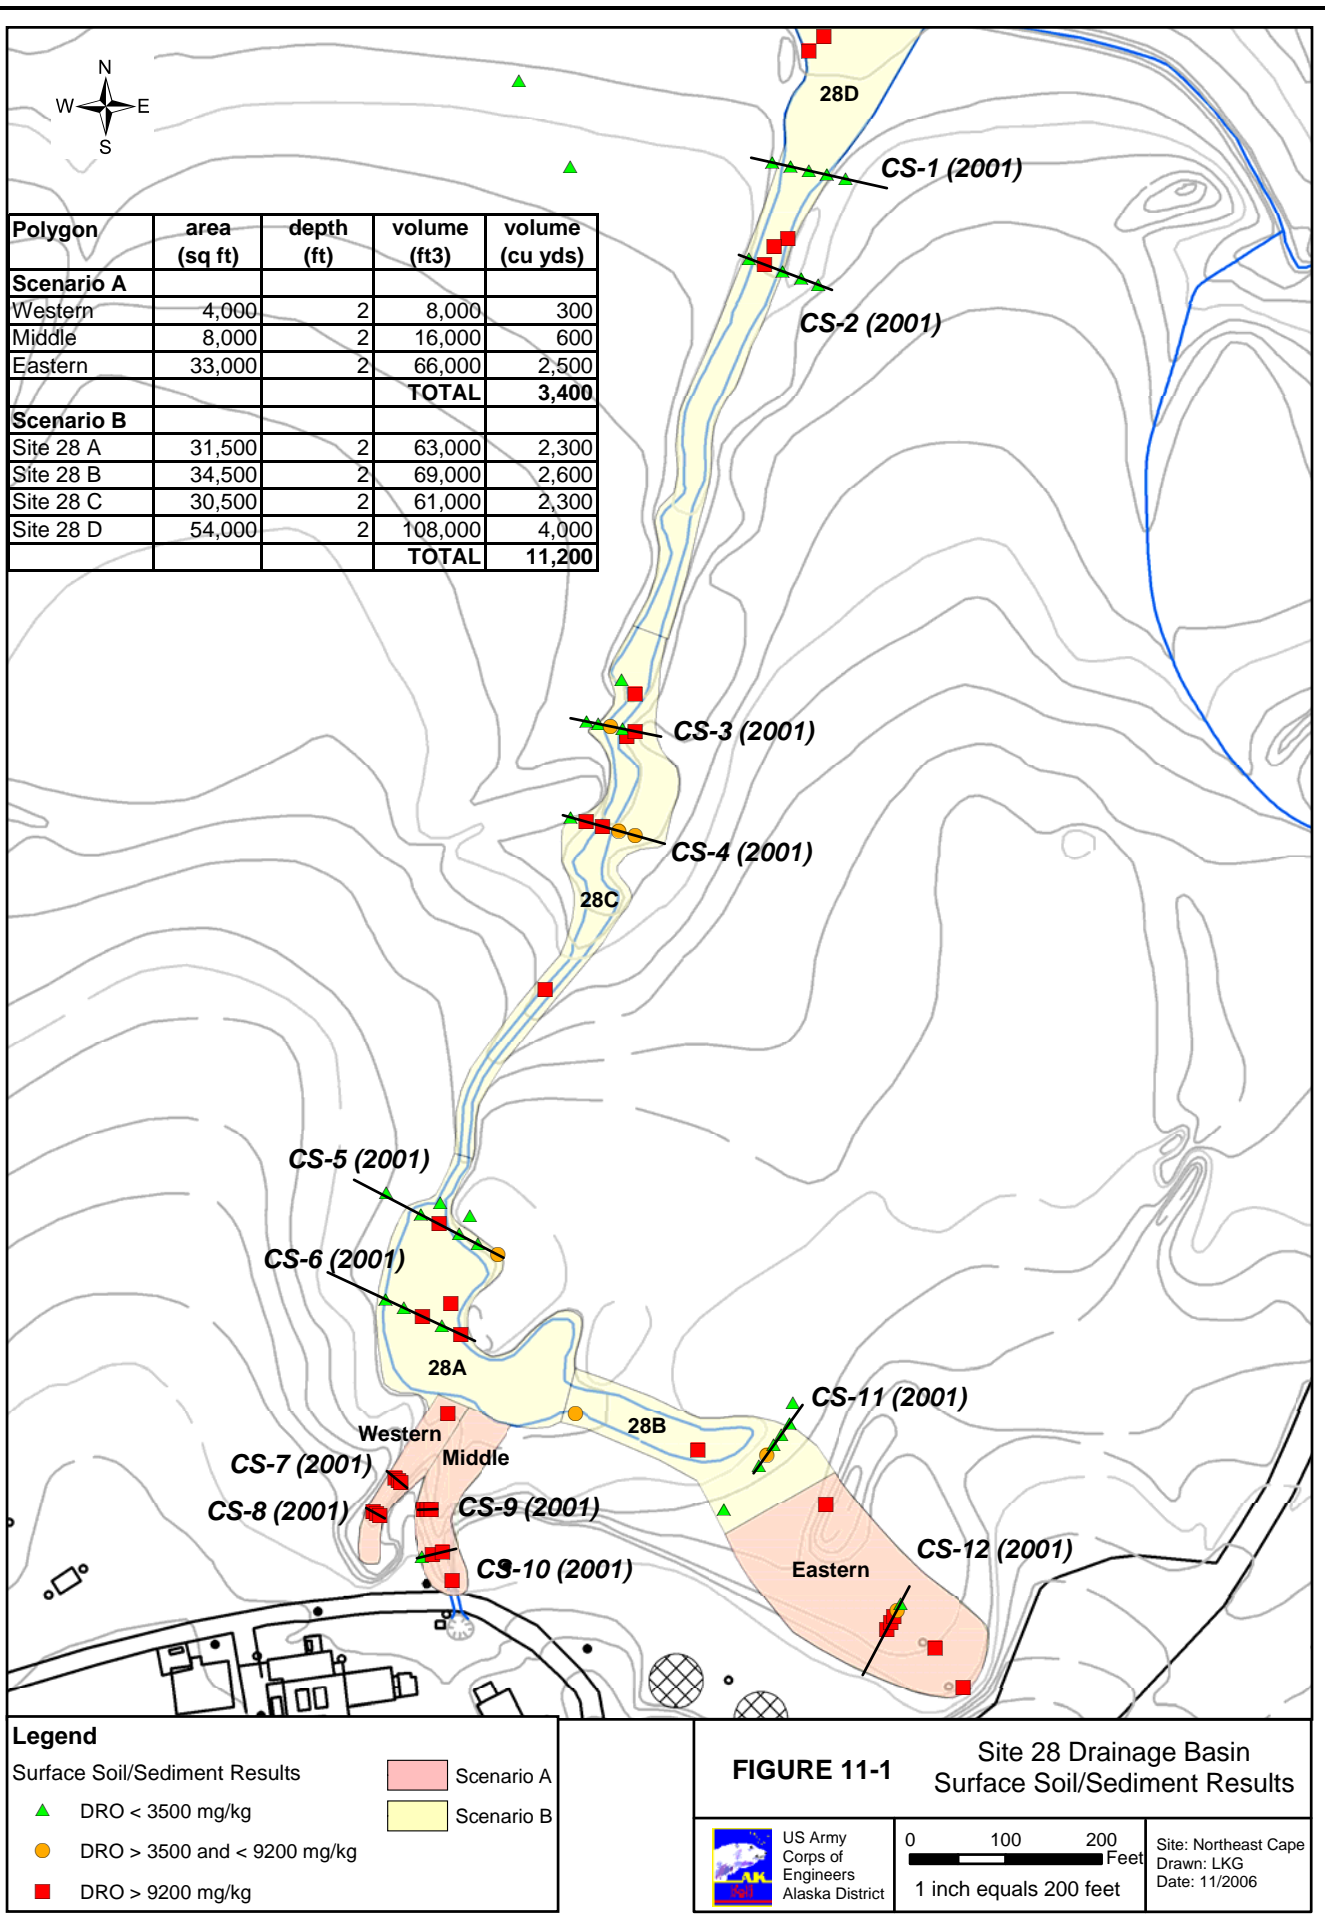 N
W E
S
28D
CS-1 (2001)
CS-2 (2001)
Polygon area depth volume volume
(sq ft) (ft) (ft3) (cu yds)
Scenario A
Western 4,000 2 8,000 300
Middle 8,000 2 16,000 600
Eastern 33,000 2 66,000 2,500
TOTAL 3,400
Scenario B
Site 28 A 31,500 2 63,000 2,300
Site 28 B 34,500 2 69,000 2,600
Site 28 C 30,500 2 61,000 2,300
Site 28 D 54,000 2 108,000 4,000
TOTAL 11,200
CS-3 (2001)
CS-4 (2001)
28C
CS-5 (2001)
CS-6 (2001)
28A
CS-11 (2001)
28B
Western
Middle
CS-7 (2001)
CS-8 (2001)
CS-9 (2001)
CS-10 (2001)
CS-12 (2001)
Eastern
Legend
Surface Soil/Sediment Results
DRO < 3500 mg/kg
DRO > 3500 and < 9200 mg/kg
DRO > 9200 mg/kg
Scenario A
Scenario B
FIGURE 11-1
Site 28 Drainage Basin
Surface Soil/Sediment Results
AK
US Army
Corps of
Engineers
Alaska District
0 100 200
Feet
1 inch equals 200 feet
Site: Northeast Cape
Drawn: LKG
Date: 11/2006